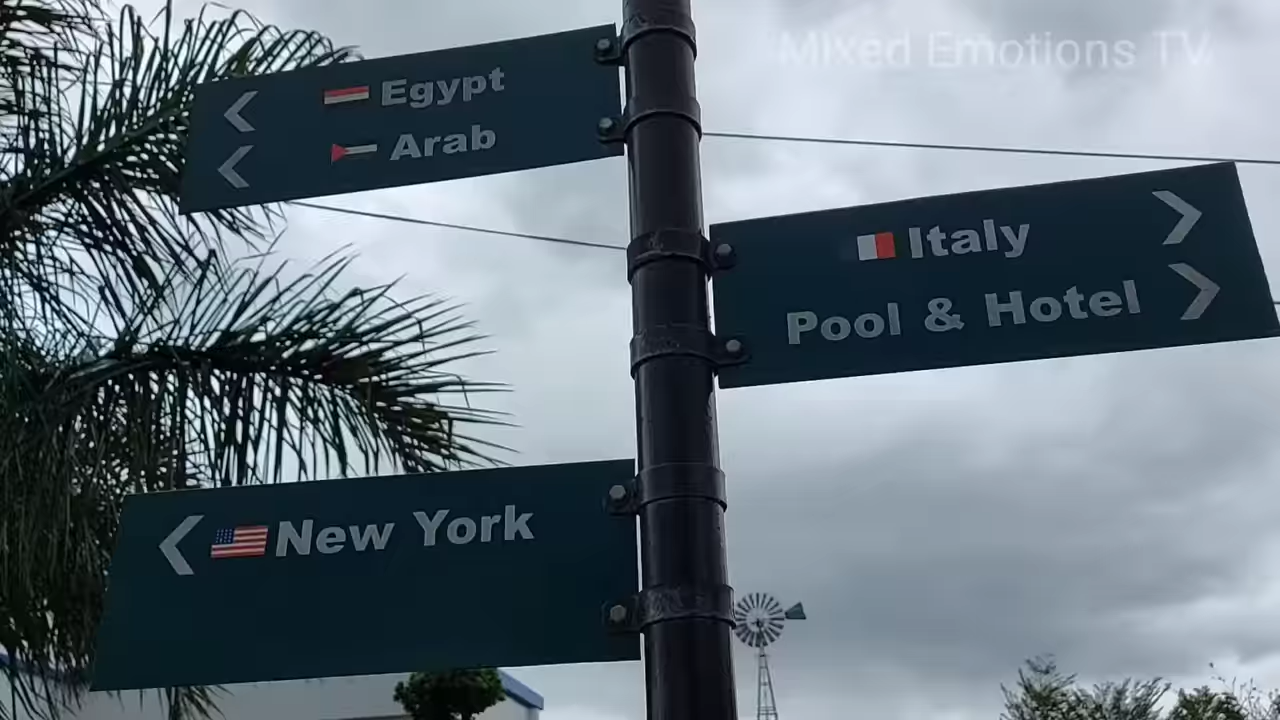 Mixed Emotions TV
Egypt
Arab
Italy
Pool & Hotel
New York